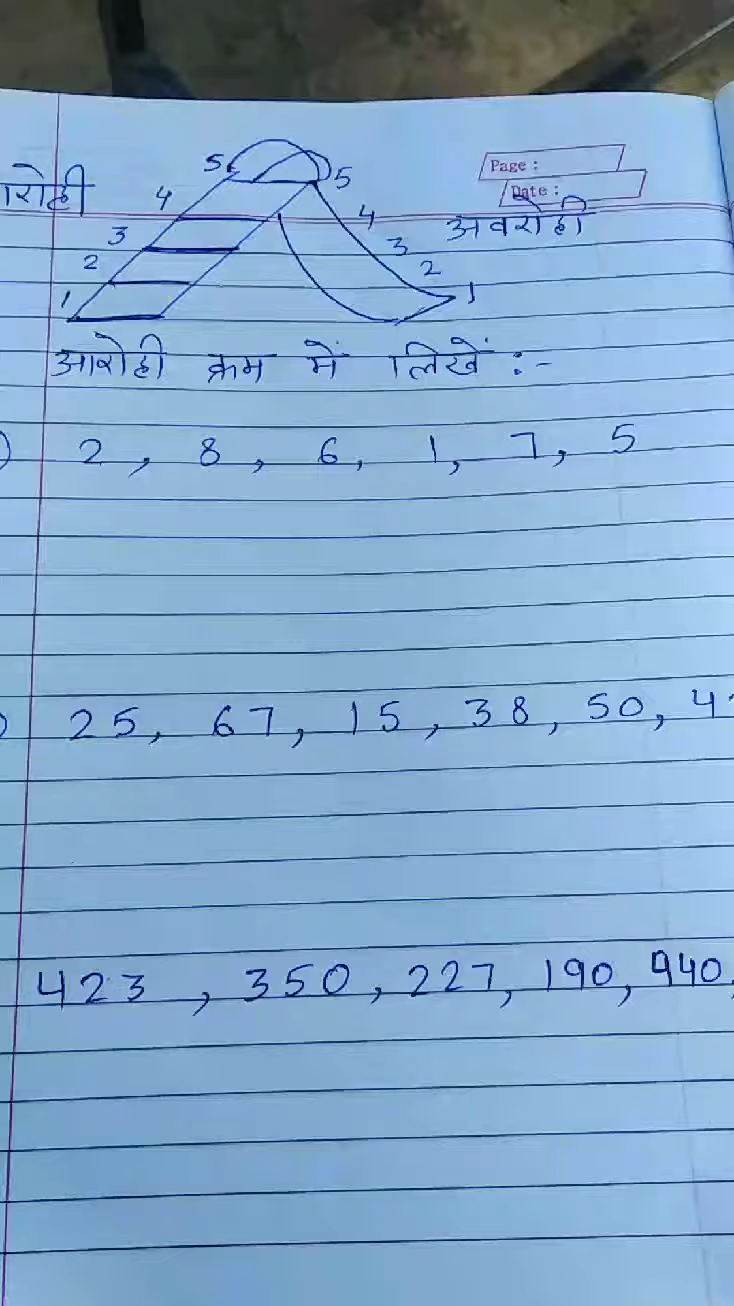 5 5 Page :
आरोही 4 4 Date :
3 3 अवरोही
2 2
1 1
आरोही क्रम में लिखें :-
2, 8, 6, 1, 7, 5
25, 67, 15, 38, 50,
423, 350, 227, 190, 940,